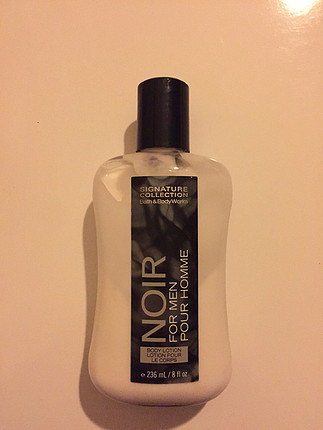 SIGNATURE
COLLECTION
Bath & Body Works
NOIR
FOR MEN
POUR HOMME
BODY LOTION
LOTION POUR
LE CORPS
e 236 mL / 8 fl oz